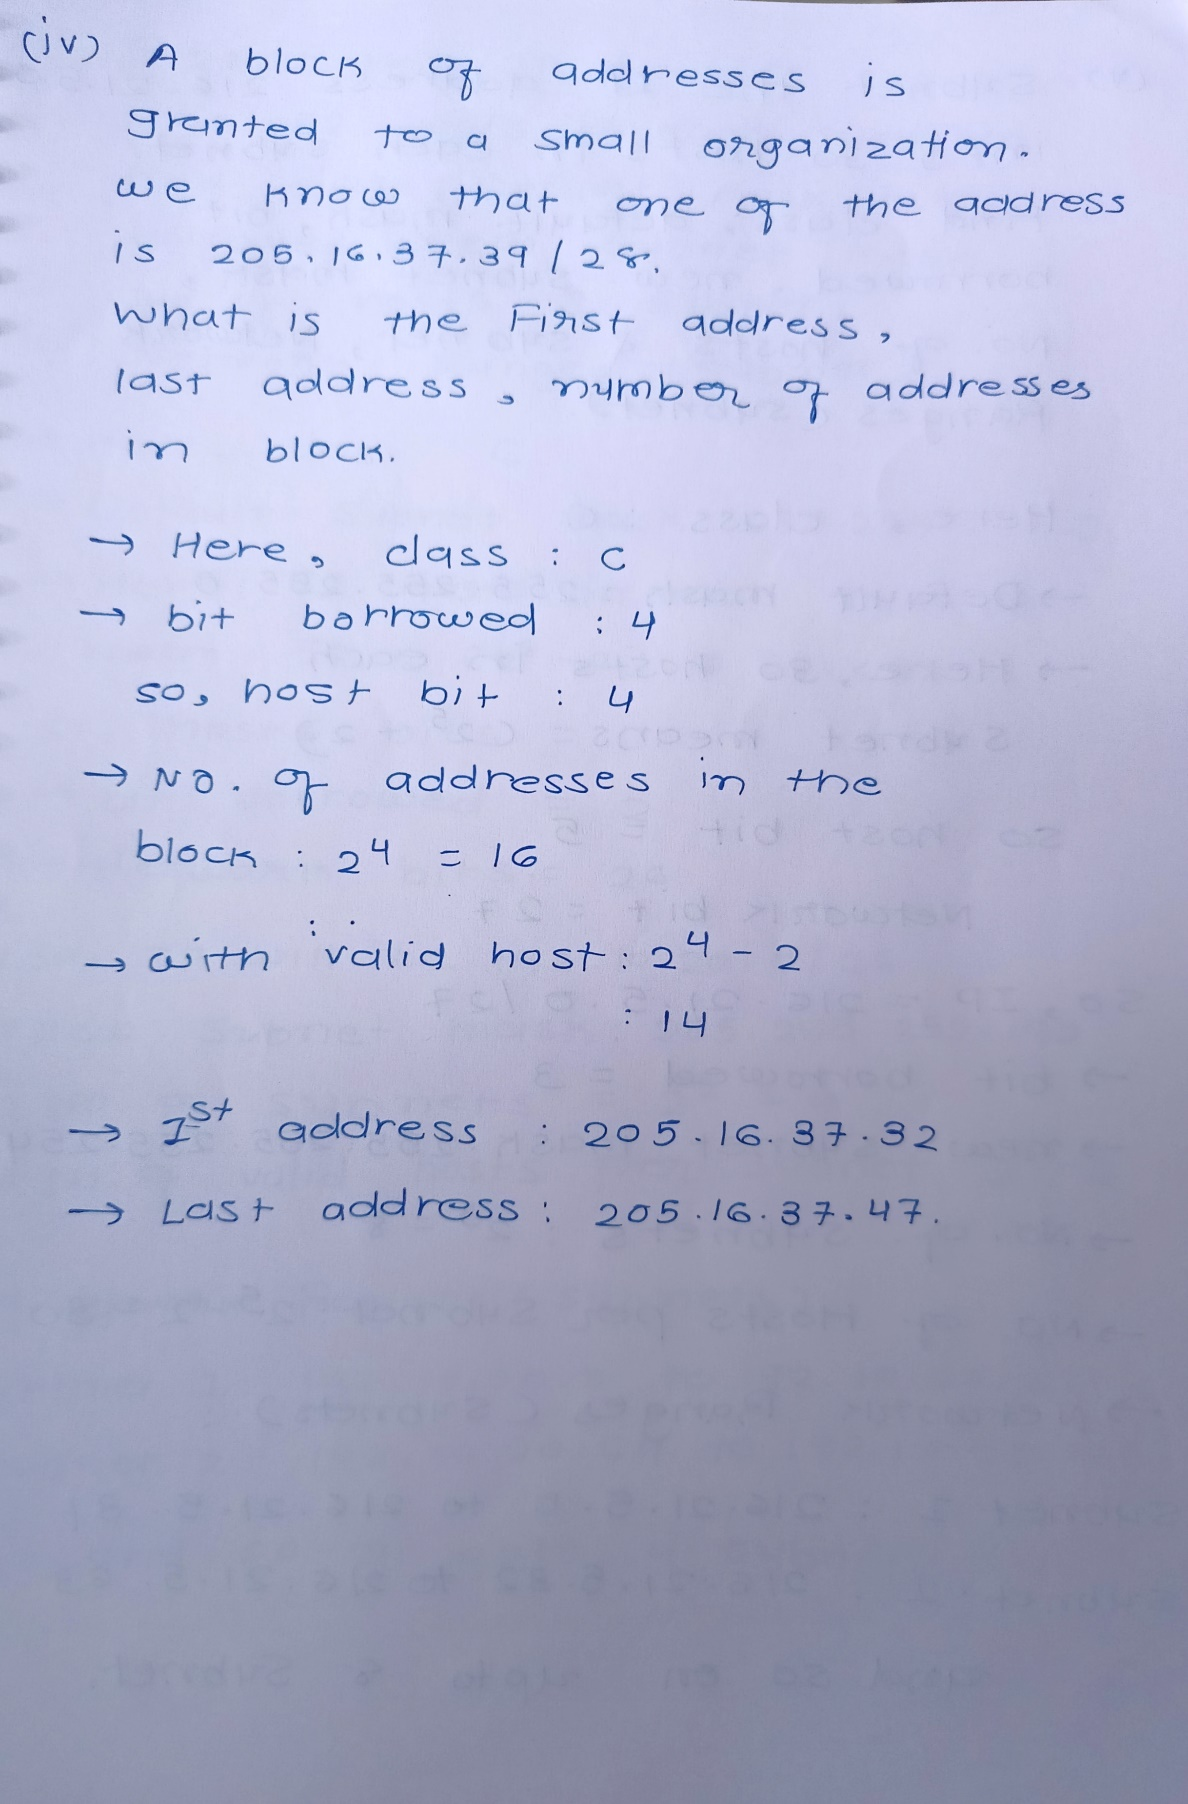 (iv) A block of addresses is
granted to a small organization.
we know that one of the address
is 205.16.37.39/28.
What is the First address,
last address, number of addresses
in block.
→ Here, class : C
→ bit borrowed : 4
so, host bit : 4
→ No. of addresses in the
block : 2⁴ = 16
→ with valid host : 2⁴ - 2
: 14
→ Ist address : 205.16.37.32
→ Last address : 205.16.37.47.